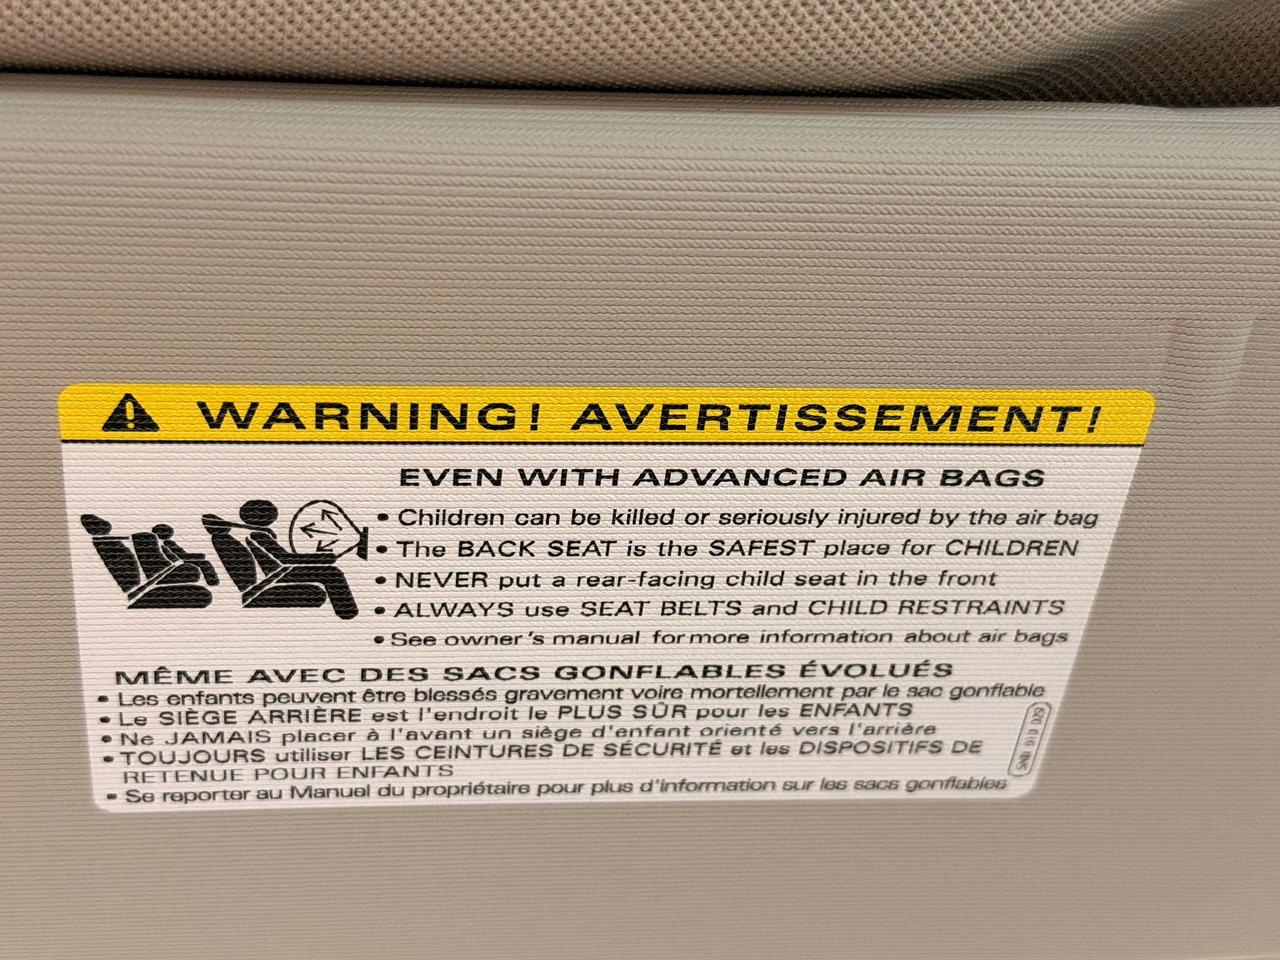 WARNING! AVERTISSEMENT!
EVEN WITH ADVANCED AIR BAGS
• Children can be killed or seriously injured by the air bag
• The BACK SEAT is the SAFEST place for CHILDREN
• NEVER put a rear-facing child seat in the front
• ALWAYS use SEAT BELTS and CHILD RESTRAINTS
• See owner's manual for more information about air bags
MÊME AVEC DES SACS GONFLABLES ÉVOLUÉS
• Les enfants peuvent être blessés gravement voire mortellement par le sac gonflable
• Le SIÈGE ARRIÈRE est l'endroit le PLUS SÛR pour les ENFANTS
• Ne JAMAIS placer à l'avant un siège d'enfant orienté vers l'arrière
• TOUJOURS utiliser LES CEINTURES DE SÉCURITÉ et les DISPOSITIFS DE
RETENUE POUR ENFANTS
• Se reporter au Manuel du propriétaire pour plus d'information sur les sacs gonflables